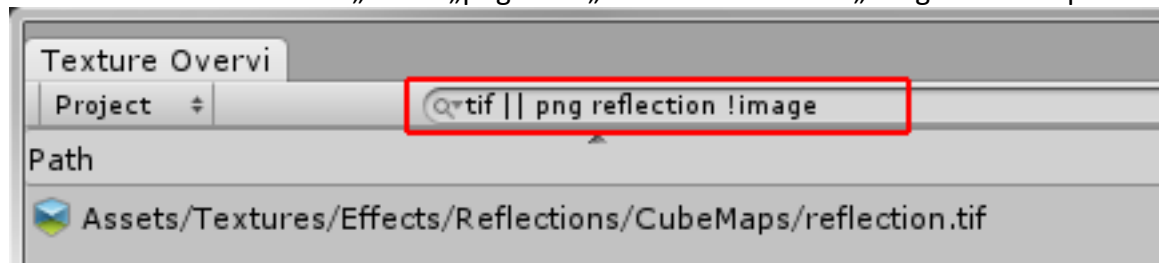 Texture Overvi
Project tif || png reflection !image
Path
Assets/Textures/Effects/Reflections/CubeMaps/reflection.tif